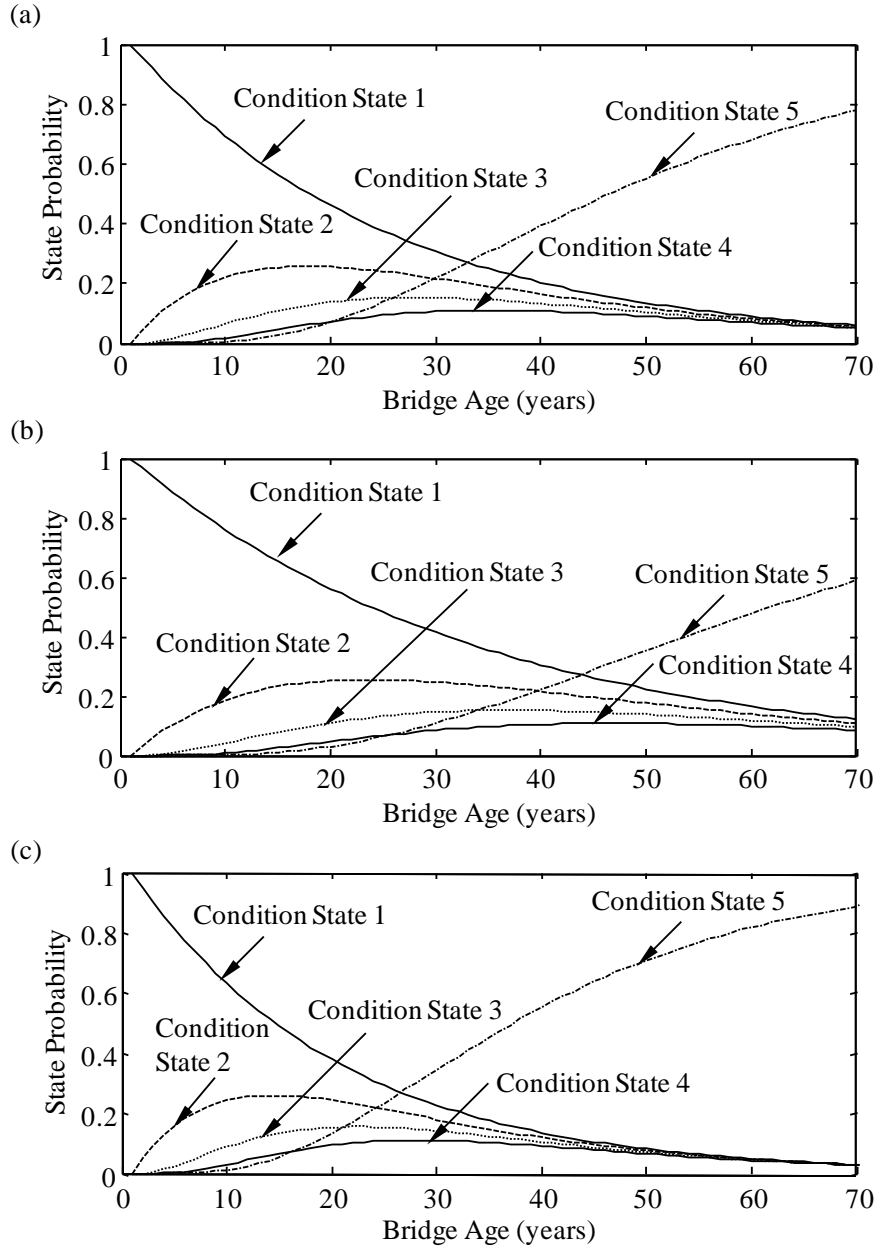 (a)
1
0.8
0.6
0.4
0.2
0
State Probability
Condition State 1
Condition State 5
Condition State 3
Condition State 2
Condition State 4
0 10 20 30 40 50 60 70
Bridge Age (years)
(b)
1
0.8
0.6
0.4
0.2
0
State Probability
Condition State 1
Condition State 3
Condition State 5
Condition State 2
Condition State 4
0 10 20 30 40 50 60 70
Bridge Age (years)
(c)
1
0.8
0.6
0.4
0.2
0
State Probability
Condition State 1
Condition State 5
Condition State 3
Condition
State 2
Condition State 4
0 10 20 30 40 50 60 70
Bridge Age (years)